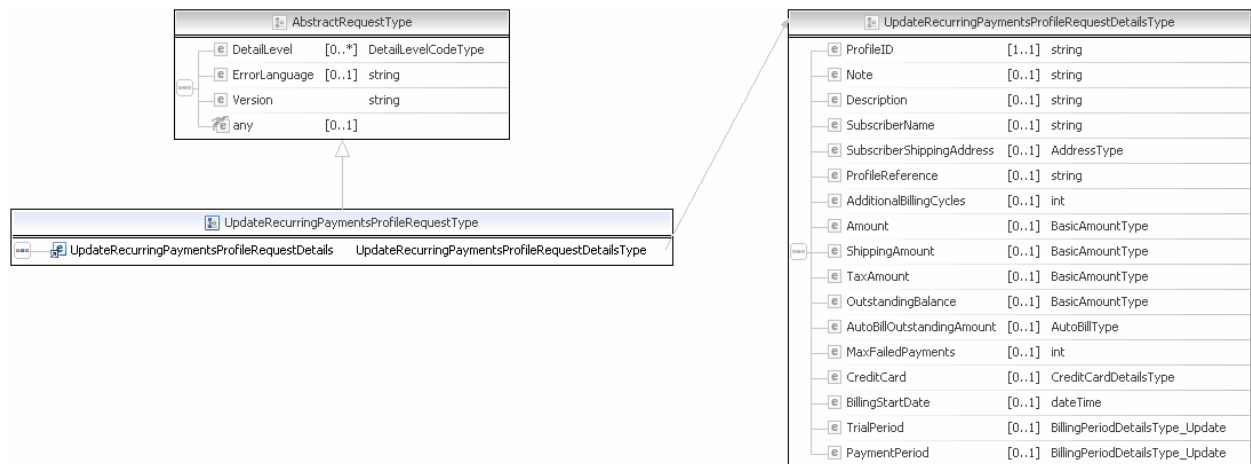 AbstractRequestType
DetailLevel [0..*] DetailLevelCodeType
ErrorLanguage [0..1] string
Version string
any [0..1]
UpdateRecurringPaymentsProfileRequestType
UpdateRecurringPaymentsProfileRequestDetails UpdateRecurringPaymentsProfileRequestDetailsType
UpdateRecurringPaymentsProfileRequestDetailsType
ProfileID [1..1] string
Note [0..1] string
Description [0..1] string
SubscriberName [0..1] string
SubscriberShippingAddress [0..1] AddressType
ProfileReference [0..1] string
AdditionalBillingCycles [0..1] int
Amount [0..1] BasicAmountType
ShippingAmount [0..1] BasicAmountType
TaxAmount [0..1] BasicAmountType
OutstandingBalance [0..1] BasicAmountType
AutoBillOutstandingAmount [0..1] AutoBillType
MaxFailedPayments [0..1] int
CreditCard [0..1] CreditCardDetailsType
BillingStartDate [0..1] dateTime
TrialPeriod [0..1] BillingPeriodDetailsType_Update
PaymentPeriod [0..1] BillingPeriodDetailsType_Update